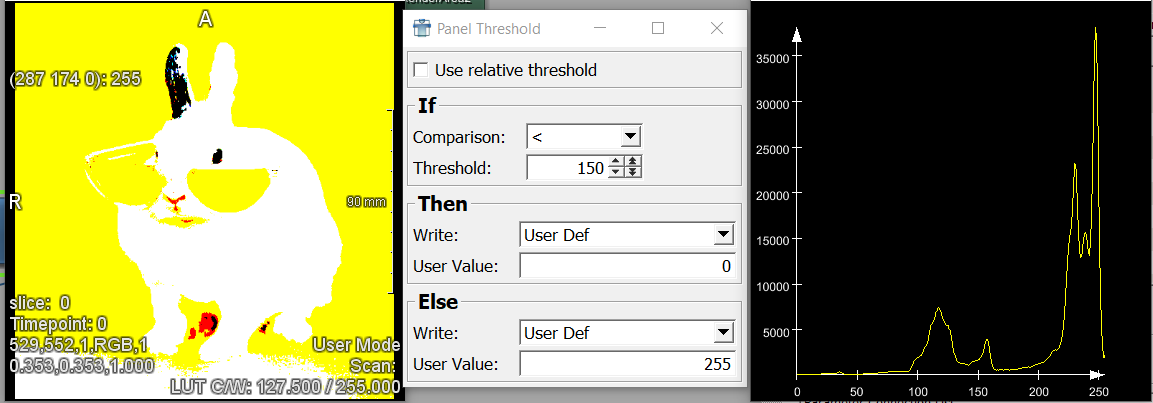 A
(287 174 0): 255
R
90 mm
slice: 0
Timepoint: 0
529,552,1,RGB,1
0.353,0.353,1.000
User Mode
Scan:
LUT C/W: 127.500 / 255.000
Panel Threshold
Use relative threshold
If
Comparison: <
Threshold: 150
Then
Write: User Def
User Value: 0
Else
Write: User Def
User Value: 255
35000
30000
25000
20000
15000
10000
5000
0 50 100 150 200 250